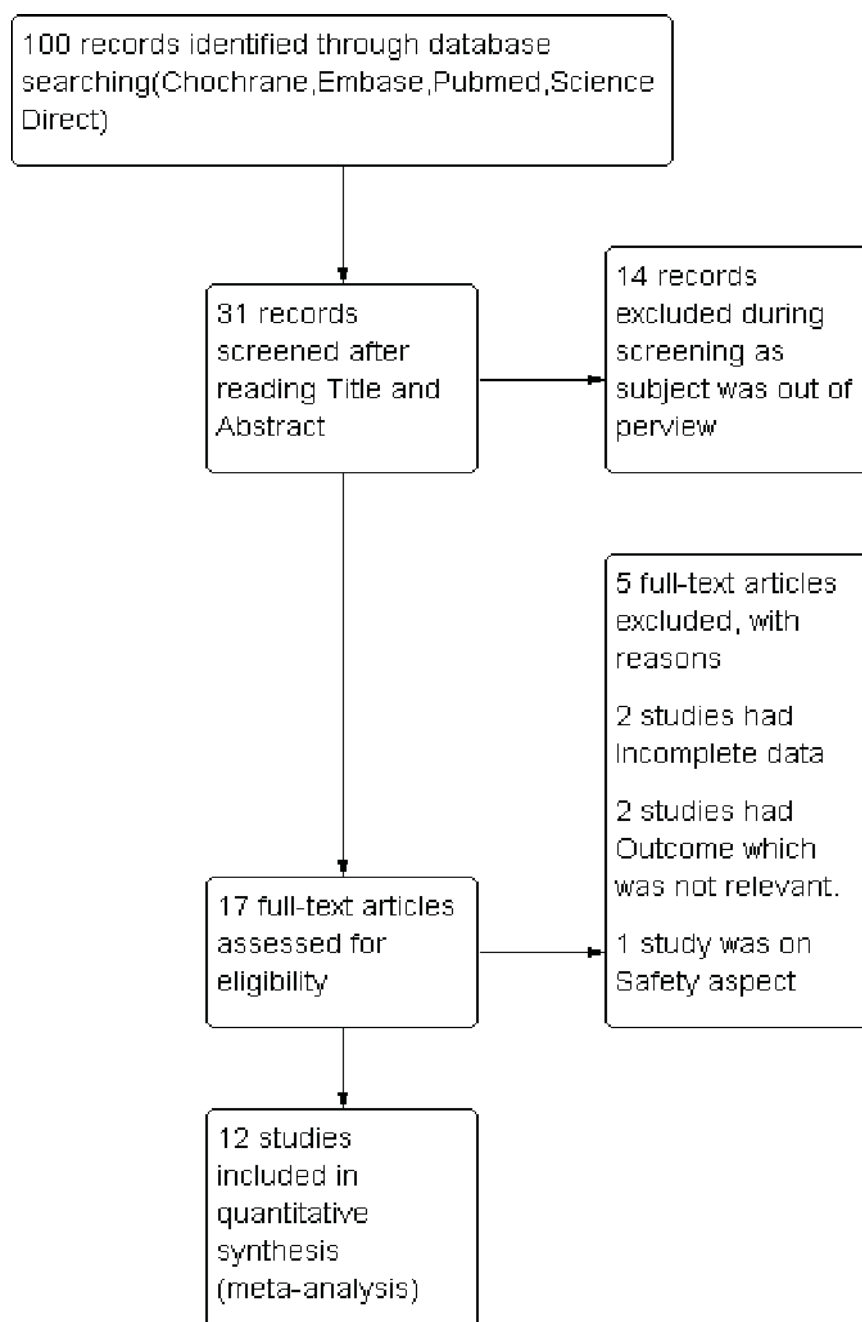 100 records identified through database
searching(Chochrane,Embase,Pubmed,Science
Direct)
31 records
screened after
reading Title and
Abstract
14 records
excluded during
screening as
subject was out of
perview
5 full-text articles
excluded, with
reasons
2 studies had
Incomplete data
2 studies had
Outcome which
was not relevant.
1 study was on
Safety aspect
17 full-text articles
assessed for
eligibility
12 studies
included in
quantitative
synthesis
(meta-analysis)